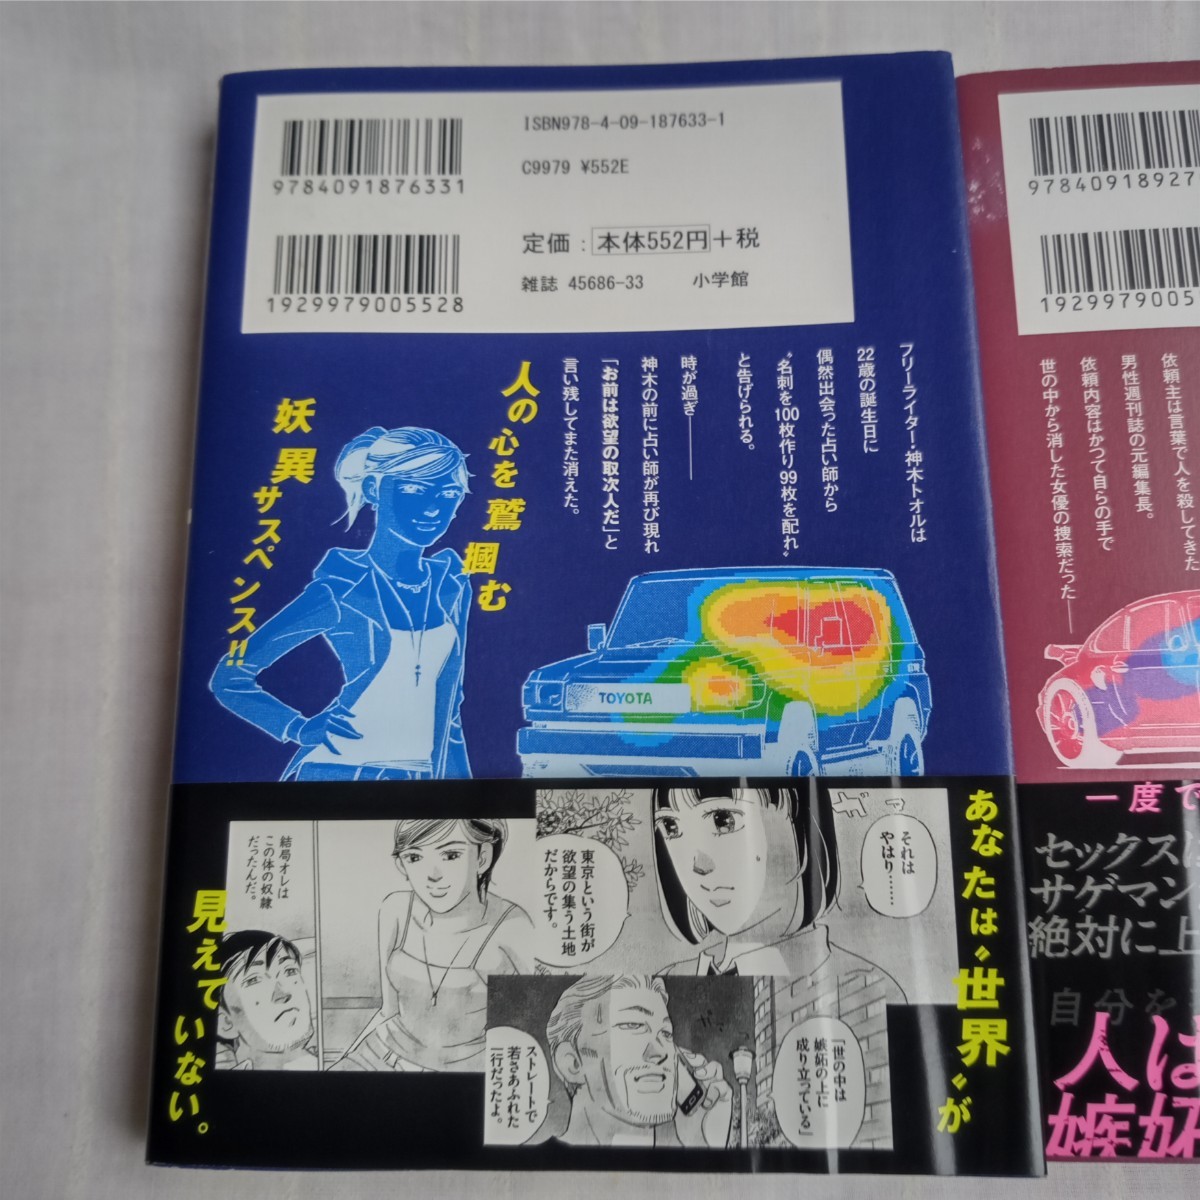 ISBN978-4-09-187633-1
C9979 ¥552E
9784091876331
1929979005528
定価：本体552円＋税
雑誌 45686-33 小学館
フリーライター・神木トオルは
22歳の誕生日に
偶然出会った占い師から
〝名刺を100枚作り99枚を配れ〟
と告げられる。
時が過ぎ――
神木の前に占い師が再び現れ
「お前は欲望の取次人だ」と
言い残してまた消えた。
人の心を鷲掴む
妖異サスペンス!!
TOYOTA
あなたは〝世界〟が
見えていない。
それは
やはり……
東京という街が
欲望の集う土地
だからです。
結局オレは
この体の奴隷
だったんだ。
「世の中は
嫉妬の上に
成り立っている」
ストレートで
若さあふれた
一行だったよ。
97840918927
1929979005
依頼主は言葉で人を殺してきた
男性週刊誌の元編集長。
依頼内容はかつて自らの手で
世の中から消した女優の捜索だった――
一度で
セックスは
サゲマン
絶対に上
自分を
人は
嫉妬